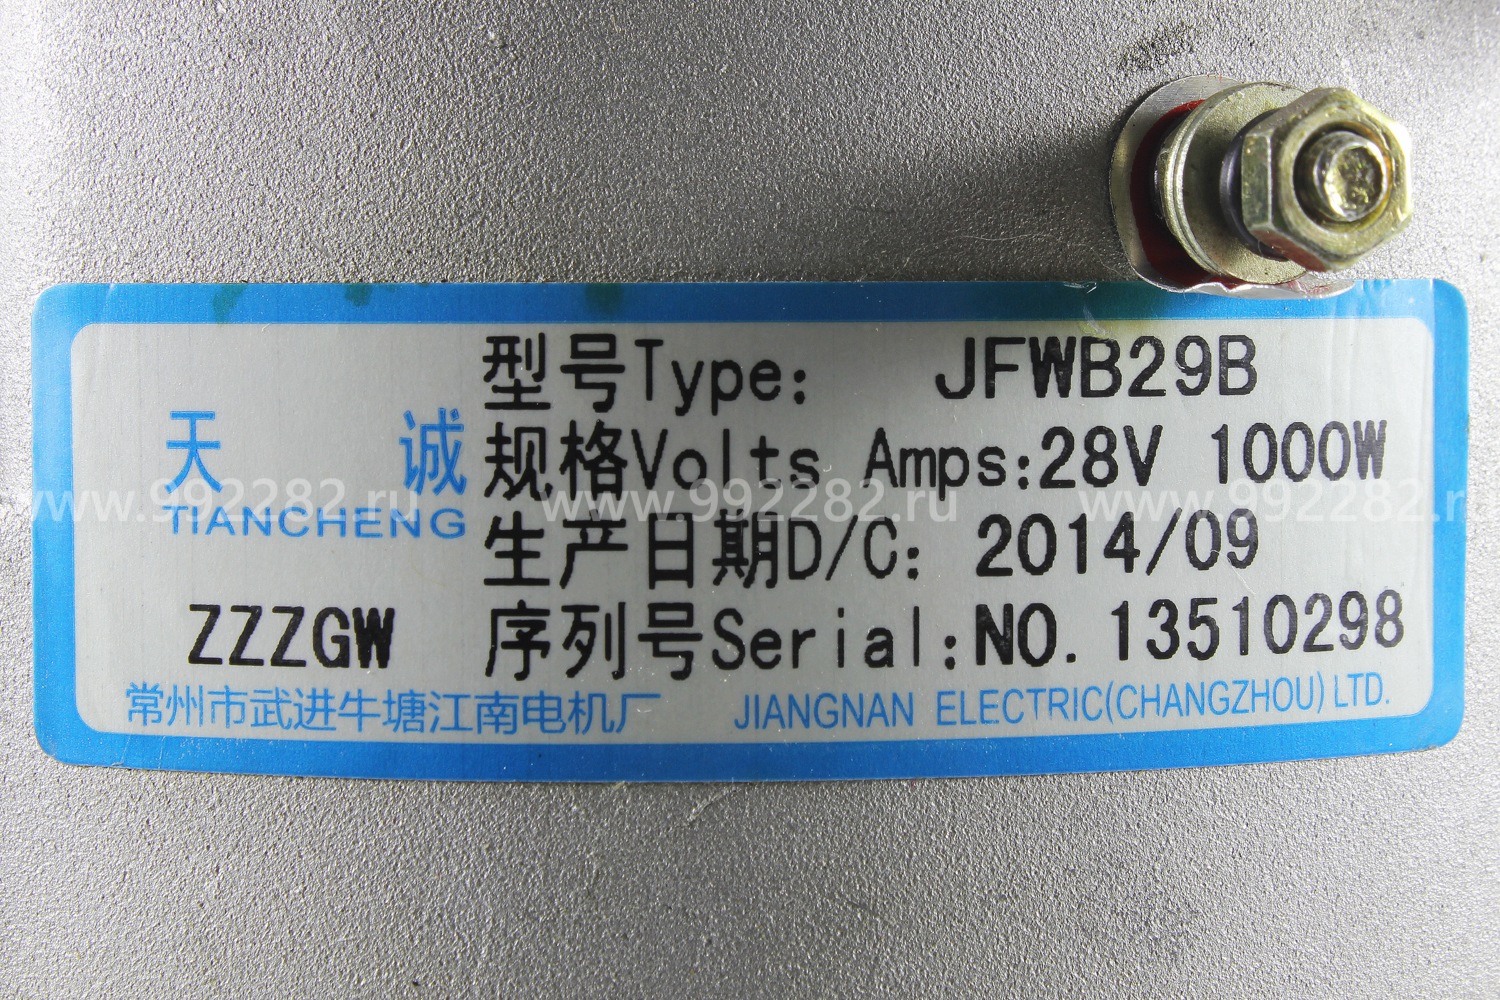 型号Type: JFWB29B
天 诚
规格Volts Amps:28V 1000W
www.992282.ru www.992282.ru www.992282.r
TIANCHENG
生产日期D/C: 2014/09
ZZZGW
序列号Serial:NO. 13510298
常州市武进牛塘江南电机厂 JIANGNAN ELECTRIC(CHANGZHOU) LTD.